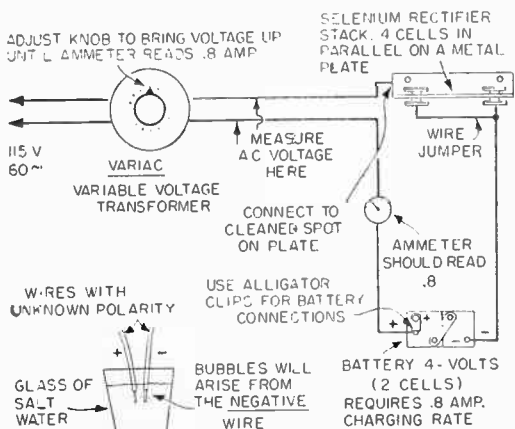 ADJUST KNOB TO BRING VOLTAGE UP
UNTIL AMMETER READS .8 AMP
SELENIUM RECTIFIER
STACK. 4 CELLS IN
PARALLEL ON A METAL
PLATE
115 V
60~
VARIAC
VARIABLE VOLTAGE
TRANSFORMER
MEASURE
AC VOLTAGE
HERE
WIRE
JUMPER
CONNECT TO
CLEANED SPOT
ON PLATE
AMMETER
SHOULD READ
.8
USE ALLIGATOR
CLIPS FOR BATTERY
CONNECTIONS
+
+
-
-
BATTERY 4-VOLTS
(2 CELLS)
REQUIRES .8 AMP.
CHARGING RATE
WIRES WITH
UNKNOWN POLARITY
+
-
GLASS OF
SALT
WATER
BUBBLES WILL
ARISE FROM
THE NEGATIVE
WIRE